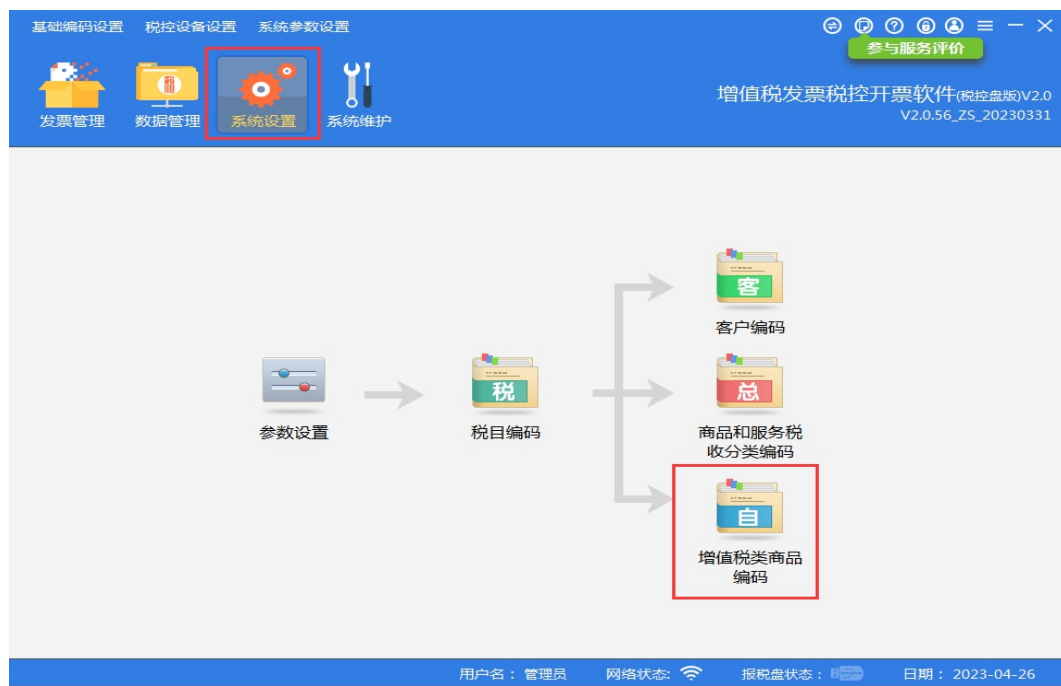 基础编码设置 税控设备设置 系统参数设置
参与服务评价
发票管理 数据管理 系统设置 系统维护
增值税发票税控开票软件(税控盘版)V2.0
V2.0.56_ZS_20230331
客
客户编码
参数设置
税
税目编码
总
商品和服务税
收分类编码
自
增值税类商品
编码
用户名：管理员 网络状态: 报税盘状态： 日期：2023-04-26